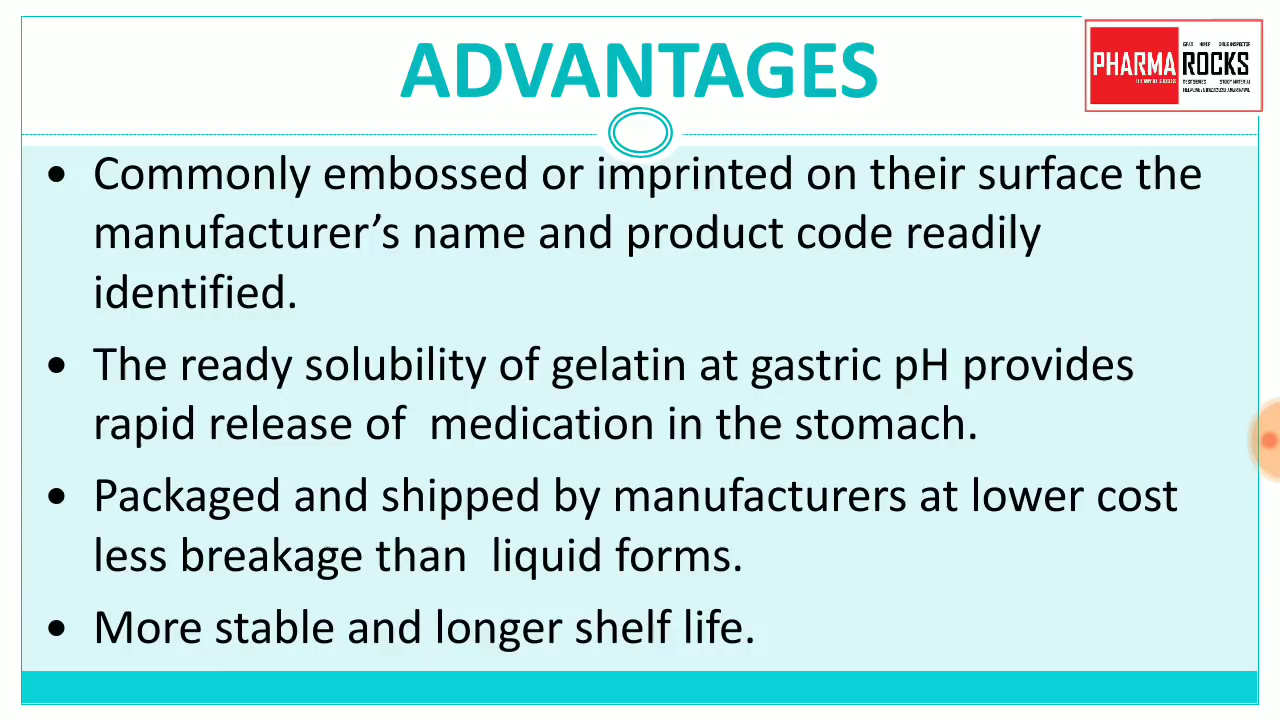 ADVANTAGES
PHARMA ROCKS
• Commonly embossed or imprinted on their surface the
manufacturer’s name and product code readily
identified.
• The ready solubility of gelatin at gastric pH provides
rapid release of medication in the stomach.
• Packaged and shipped by manufacturers at lower cost
less breakage than liquid forms.
• More stable and longer shelf life.